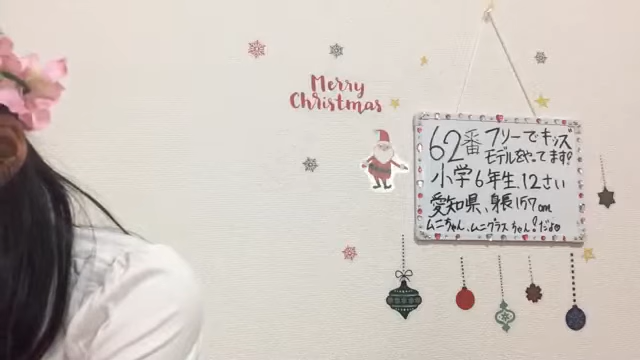 Merry
Christmas
62番 フリーでキッズ
モデルをやってます?
小学6年生、12さい
愛知県、身長157cm
ムニちゃん、ムニプラスちゃん?だよ